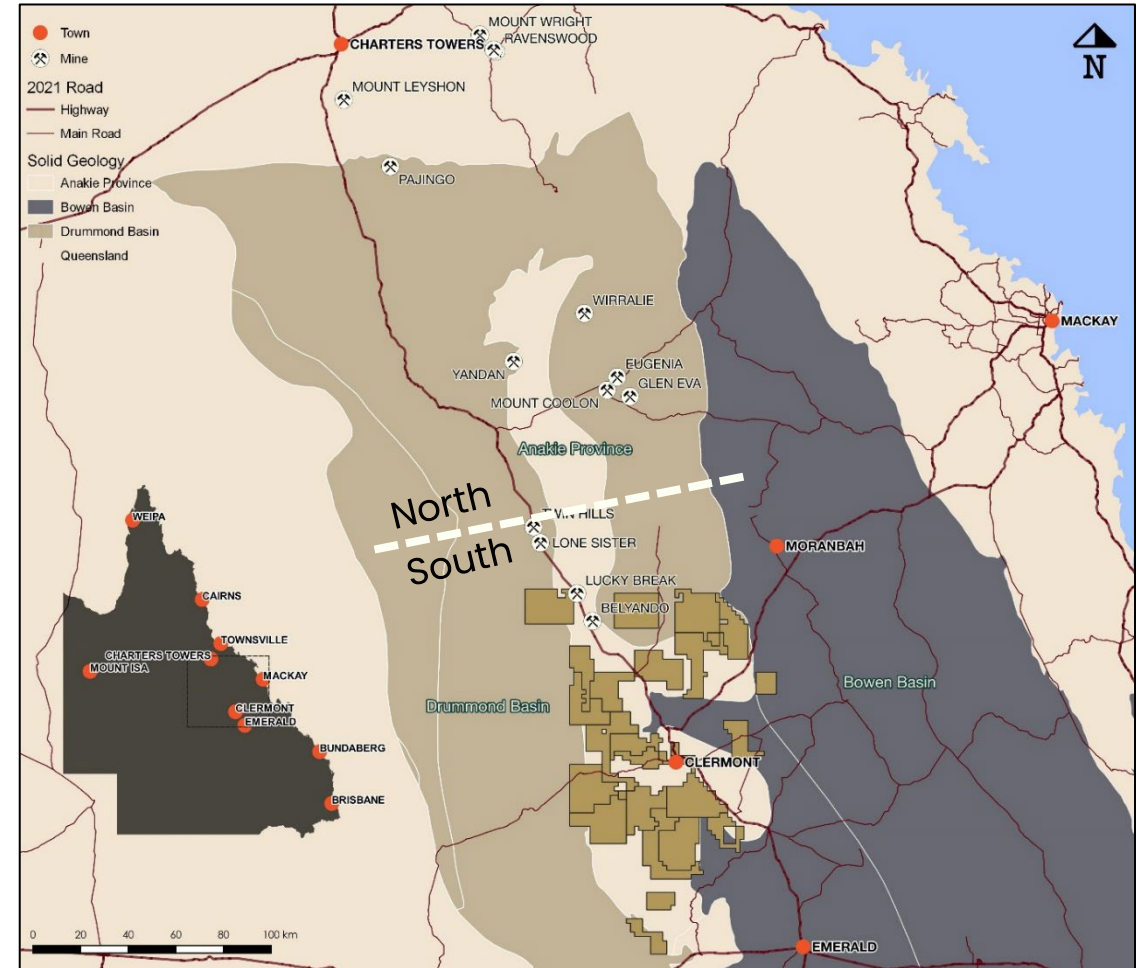 Town
Mine
2021 Road
Highway
Main Road
Solid Geology
Anakie Province
Bowen Basin
Drummond Basin
Queensland
N
MOUNT WRIGHT
RAVENSWOOD
CHARTERS TOWERS
MOUNT LEYSHON
PAJINGO
WIRRALIE
MACKAY
YANDAN
EUGENIA
GLEN EVA
MOUNT COOLON
Anakie Province
North
South
TWIN HILLS
LONE SISTER
MORANBAH
LUCKY BREAK
BELYANDO
Bowen Basin
Drummond Basin
CLERMONT
EMERALD
WEIPA
CAIRNS
TOWNSVILLE
CHARTERS TOWERS
MOUNT ISA
MACKAY
CLERMONT
EMERALD
BUNDABERG
BRISBANE
0 20 40 60 80 100 km